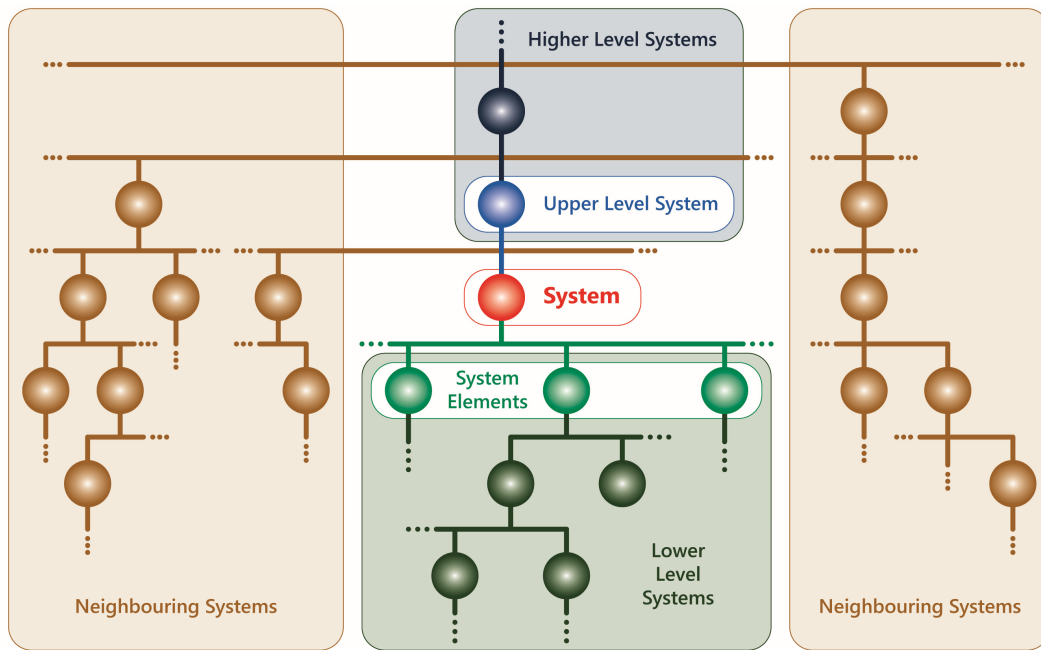 Higher Level Systems
Upper Level System
System
System
Elements
Lower
Level
Systems
Neighbouring Systems
Neighbouring Systems